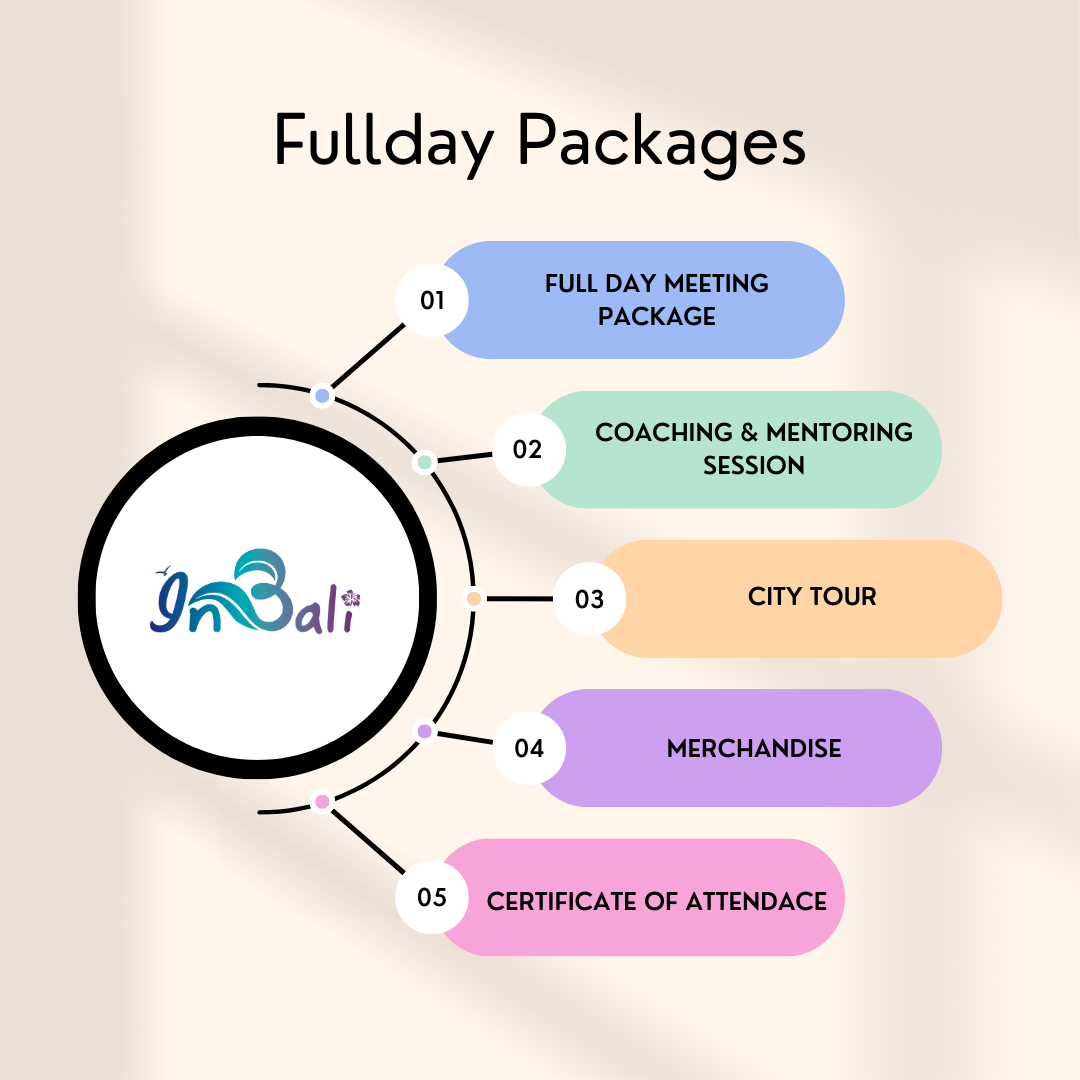 Fullday Packages
01
FULL DAY MEETING
PACKAGE
02
COACHING & MENTORING
SESSION
03
CITY TOUR
InBali
04
MERCHANDISE
05
CERTIFICATE OF ATTENDACE